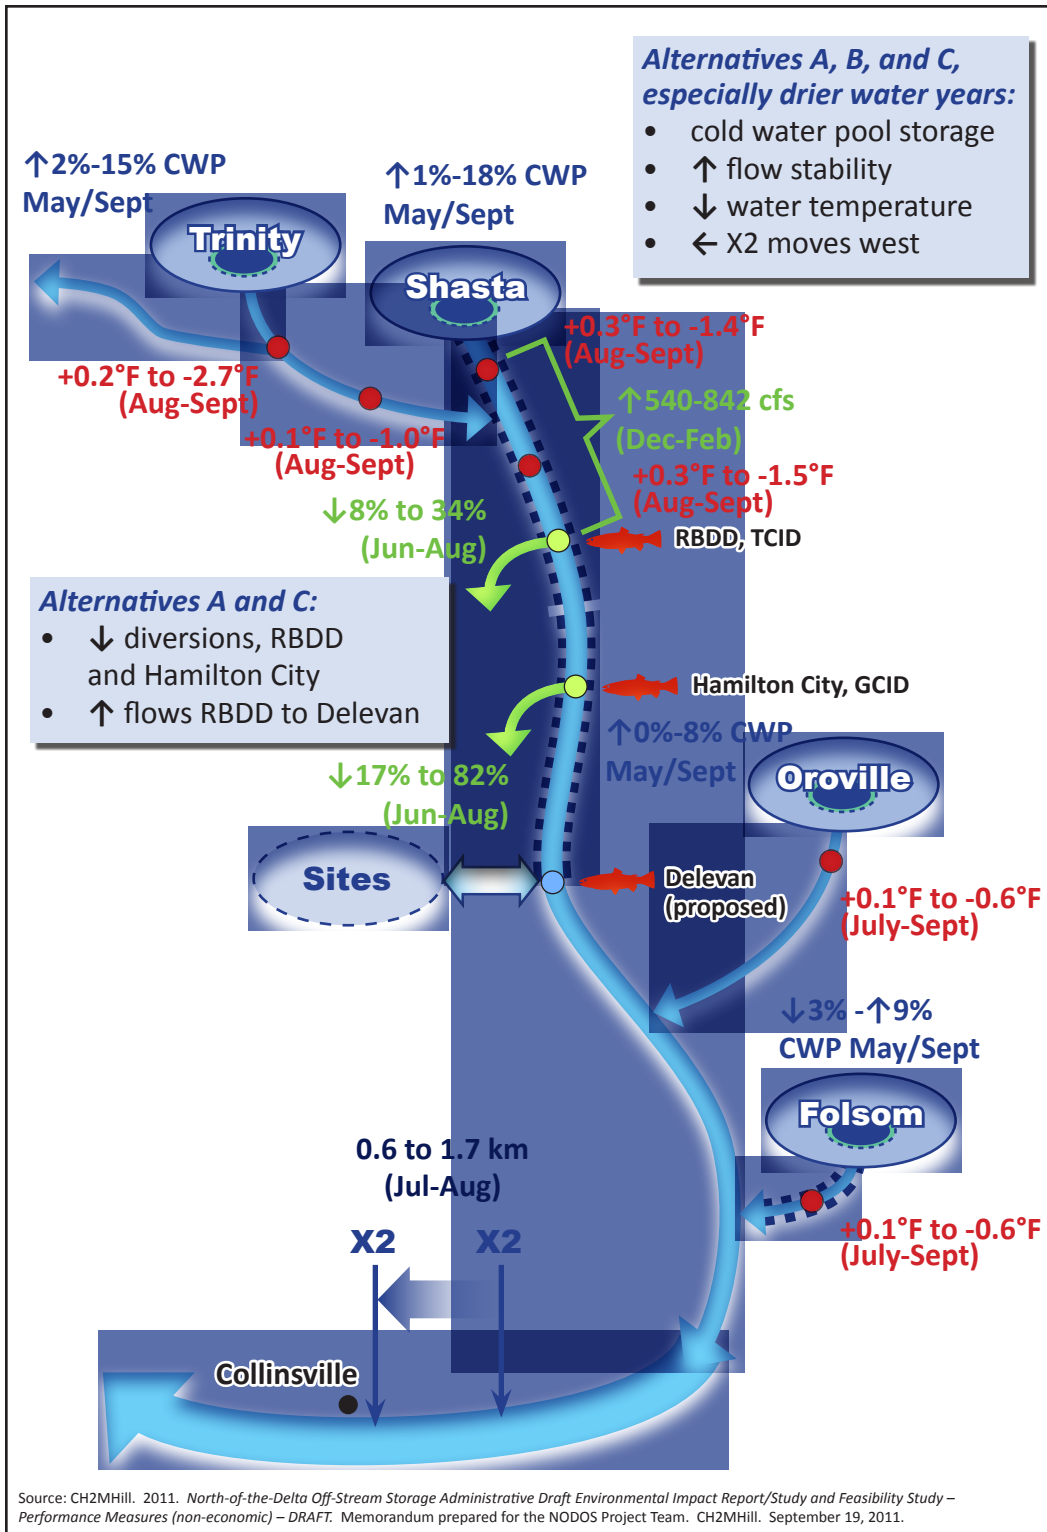 Alternatives A, B, and C,
especially drier water years:
• cold water pool storage
• ↑ flow stability
• ↓ water temperature
• ← X2 moves west
↑2%-15% CWP
May/Sept
↑1%-18% CWP
May/Sept
Trinity
Shasta
+0.3°F to -1.4°F
(Aug-Sept)
+0.2°F to -2.7°F
(Aug-Sept)
↑540-842 cfs
(Dec-Feb)
+0.1°F to -1.0°F
(Aug-Sept)
+0.3°F to -1.5°F
(Aug-Sept)
↓8% to 34%
(Jun-Aug)
RBDD, TCID
Alternatives A and C:
• ↓ diversions, RBDD
and Hamilton City
• ↑ flows RBDD to Delevan
Hamilton City, GCID
↑0%-8% CWP
May/Sept
Oroville
↓17% to 82%
(Jun-Aug)
Sites
Delevan
(proposed)
+0.1°F to -0.6°F
(July-Sept)
↓3% -↑9%
CWP May/Sept
Folsom
0.6 to 1.7 km
(Jul-Aug)
+0.1°F to -0.6°F
(July-Sept)
X2 X2
Collinsville
Source: CH2MHill. 2011. North-of-the-Delta Off-Stream Storage Administrative Draft Environmental Impact Report/Study and Feasibility Study –
Performance Measures (non-economic) – DRAFT. Memorandum prepared for the NODOS Project Team. CH2MHill. September 19, 2011.